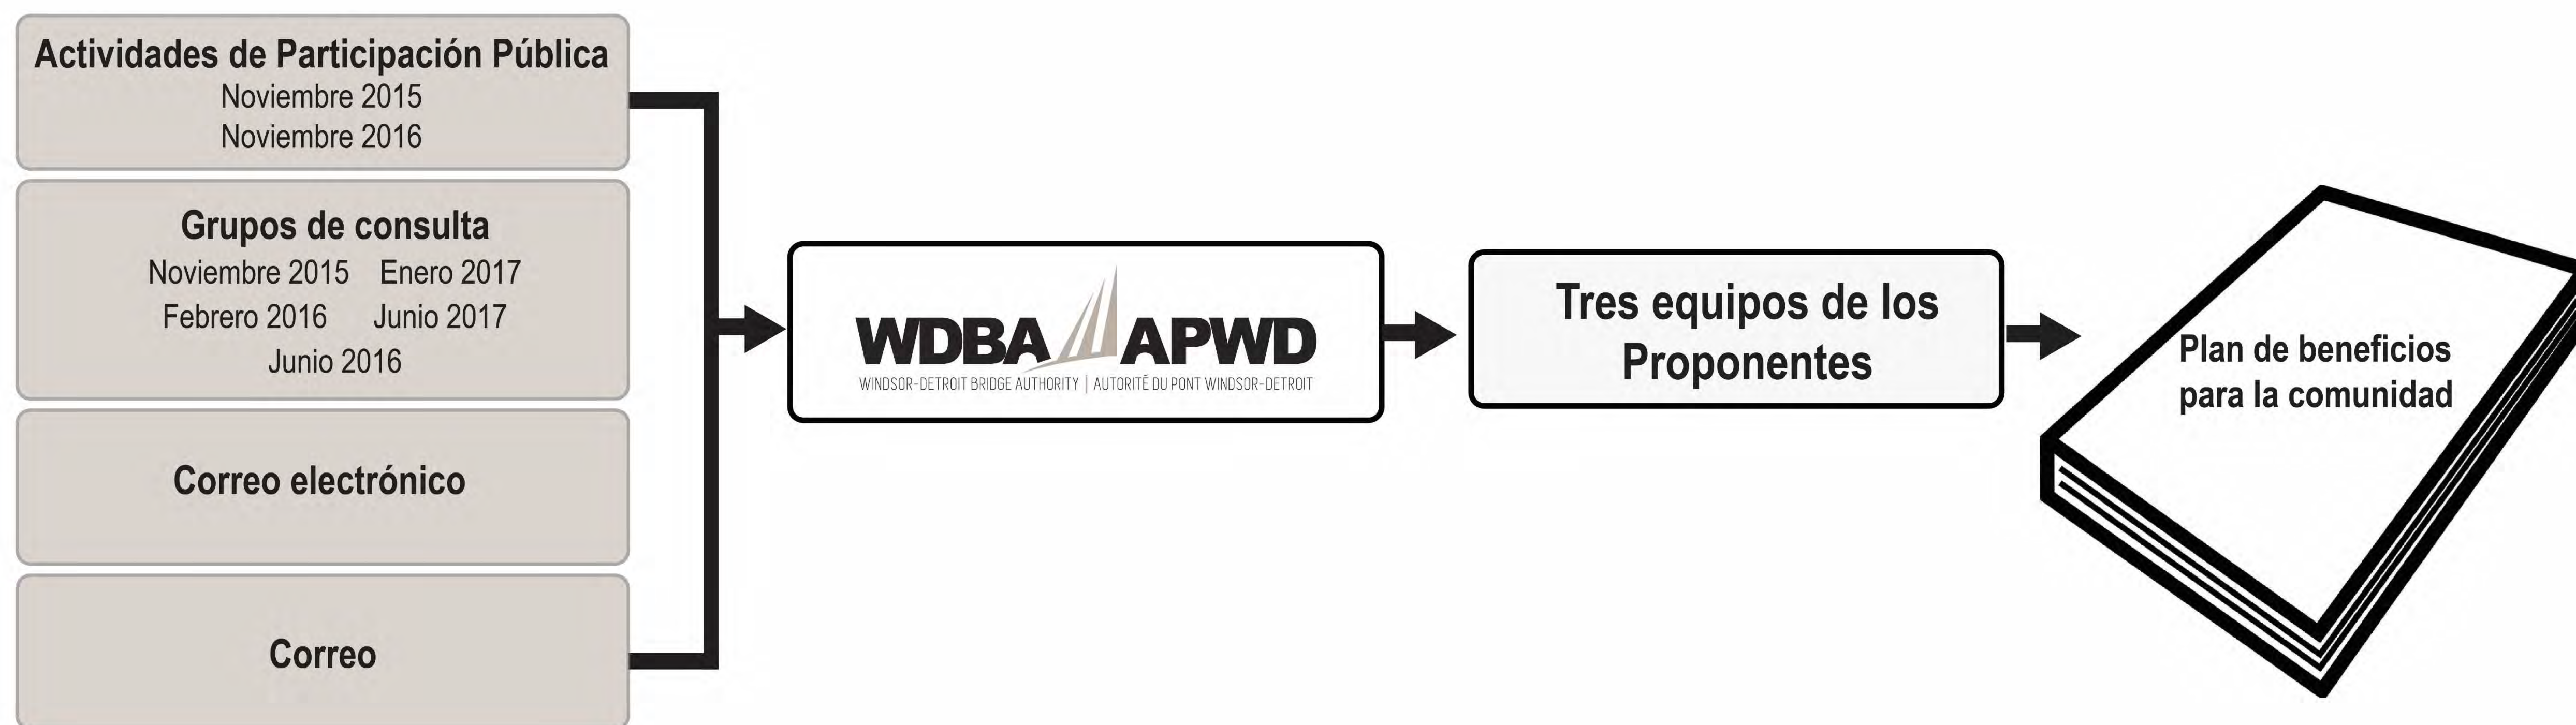 Actividades de Participación Pública
Noviembre 2015
Noviembre 2016
Grupos de consulta
Noviembre 2015 Enero 2017
Febrero 2016 Junio 2017
Junio 2016
Correo electrónico
Correo
WDBA APWD
WINDSOR-DETROIT BRIDGE AUTHORITY | AUTORITÉ DU PONT WINDSOR-DETROIT
Tres equipos de los
Proponentes
Plan de beneficios
para la comunidad